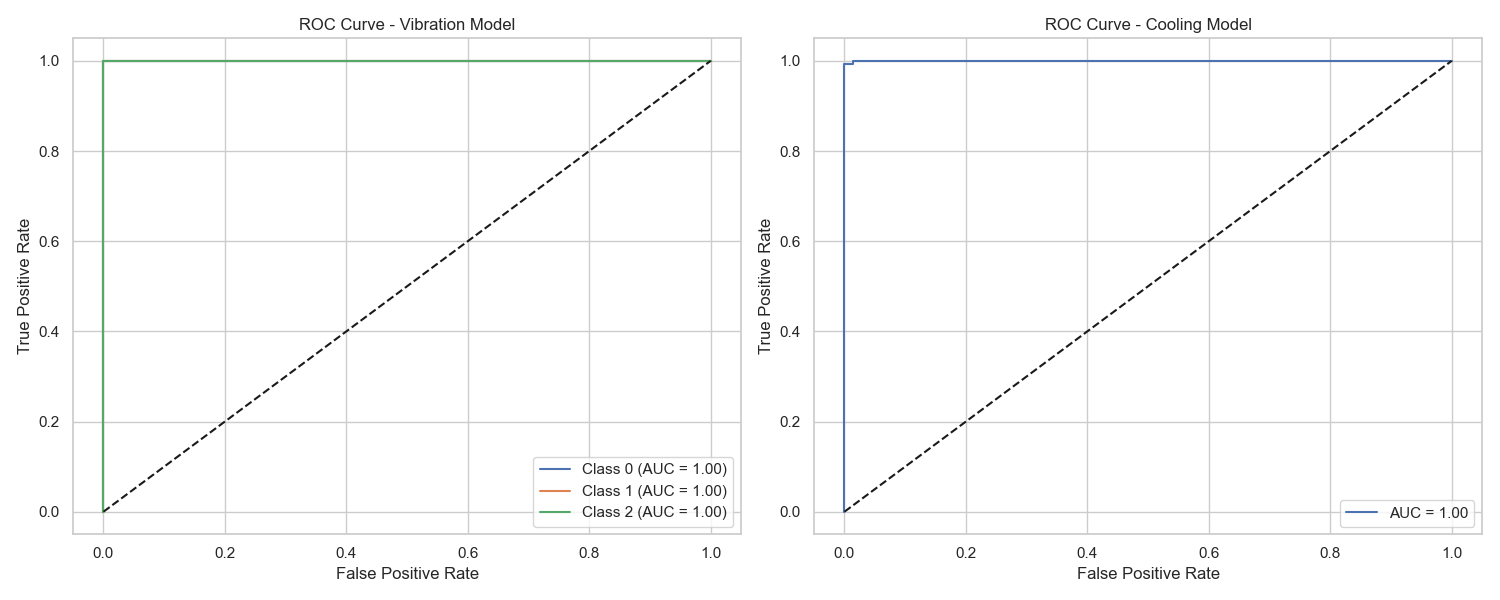 ROC Curve - Vibration Model
1.0
0.8
0.6
0.4
0.2
0.0
True Positive Rate
Class 0 (AUC = 1.00)
Class 1 (AUC = 1.00)
Class 2 (AUC = 1.00)
0.0 0.2 0.4 0.6 0.8 1.0
False Positive Rate
ROC Curve - Cooling Model
1.0
0.8
0.6
0.4
0.2
0.0
True Positive Rate
AUC = 1.00
0.0 0.2 0.4 0.6 0.8 1.0
False Positive Rate